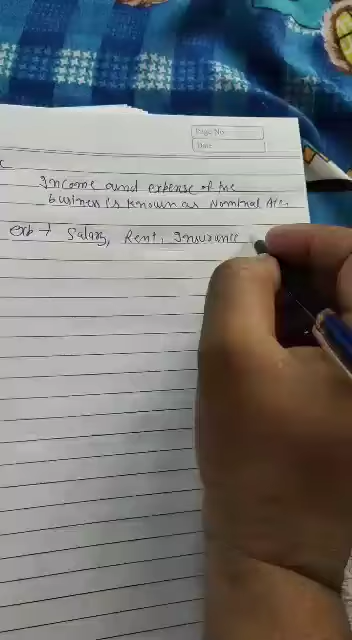 Page No.
Date
Income and expense of the
business is known as Nominal A/c.
exp → Salary, Rent, Insurance